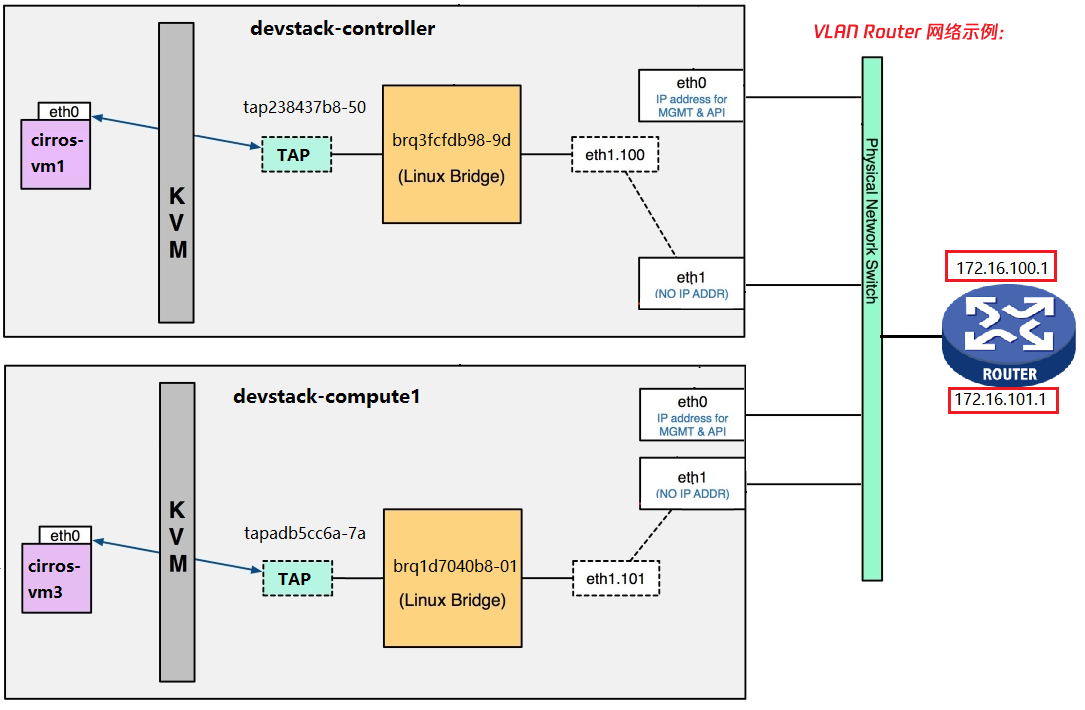 VLAN Router 网络示例:
devstack-controller
eth0
cirros-
vm1
K
V
M
tap238437b8-50
TAP
brq3fcfdb98-9d
(Linux Bridge)
eth1.100
eth0
IP address for
MGMT & API
eth1
(NO IP ADDR)
devstack-compute1
eth0
cirros-
vm3
K
V
M
tapadb5cc6a-7a
TAP
brq1d7040b8-01
(Linux Bridge)
eth1.101
eth0
IP address for
MGMT & API
eth1
(NO IP ADDR)
Physical Network Switch
172.16.100.1
ROUTER
172.16.101.1